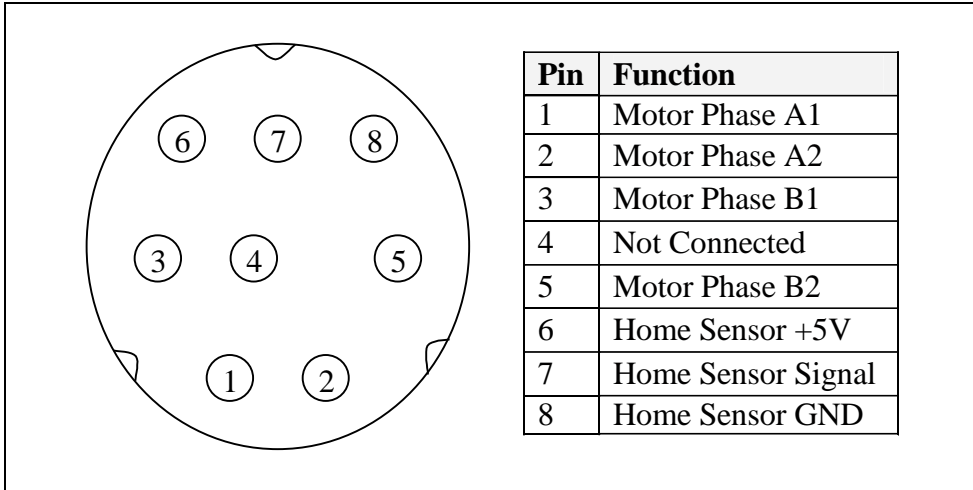 6 7 8
3 4 5
1 2
Pin Function
1 Motor Phase A1
2 Motor Phase A2
3 Motor Phase B1
4 Not Connected
5 Motor Phase B2
6 Home Sensor +5V
7 Home Sensor Signal
8 Home Sensor GND